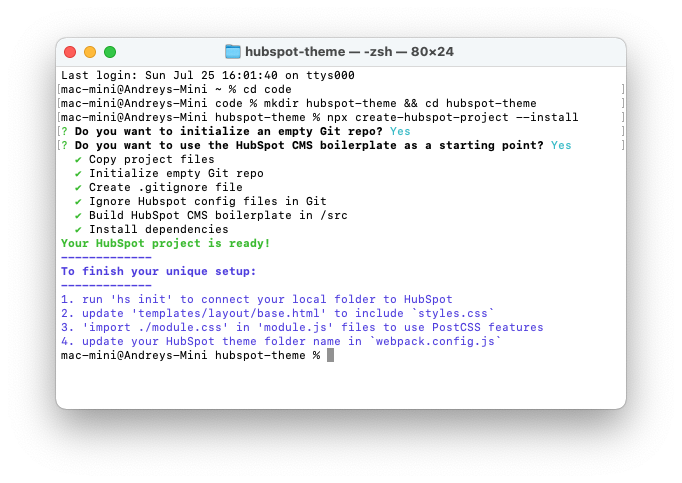 hubspot-theme — -zsh — 80×24
Last login: Sun Jul 25 16:01:40 on ttys000
[mac-mini@Andreys-Mini ~ % cd code ]
[mac-mini@Andreys-Mini code % mkdir hubspot-theme && cd hubspot-theme ]
[mac-mini@Andreys-Mini hubspot-theme % npx create-hubspot-project --install ]
[? Do you want to initialize an empty Git repo? Yes ]
[? Do you want to use the HubSpot CMS boilerplate as a starting point? Yes ]
✔ Copy project files
✔ Initialize empty Git repo
✔ Create .gitignore file
✔ Ignore Hubspot config files in Git
✔ Build HubSpot CMS boilerplate in /src
✔ Install dependencies
Your HubSpot project is ready!
-------------
To finish your unique setup:
-------------
1. run 'hs init' to connect your local folder to HubSpot
2. update 'templates/layout/base.html' to include `styles.css`
3. 'import ./module.css' in 'module.js' files to use PostCSS features
4. update your HubSpot theme folder name in `webpack.config.js`
mac-mini@Andreys-Mini hubspot-theme %